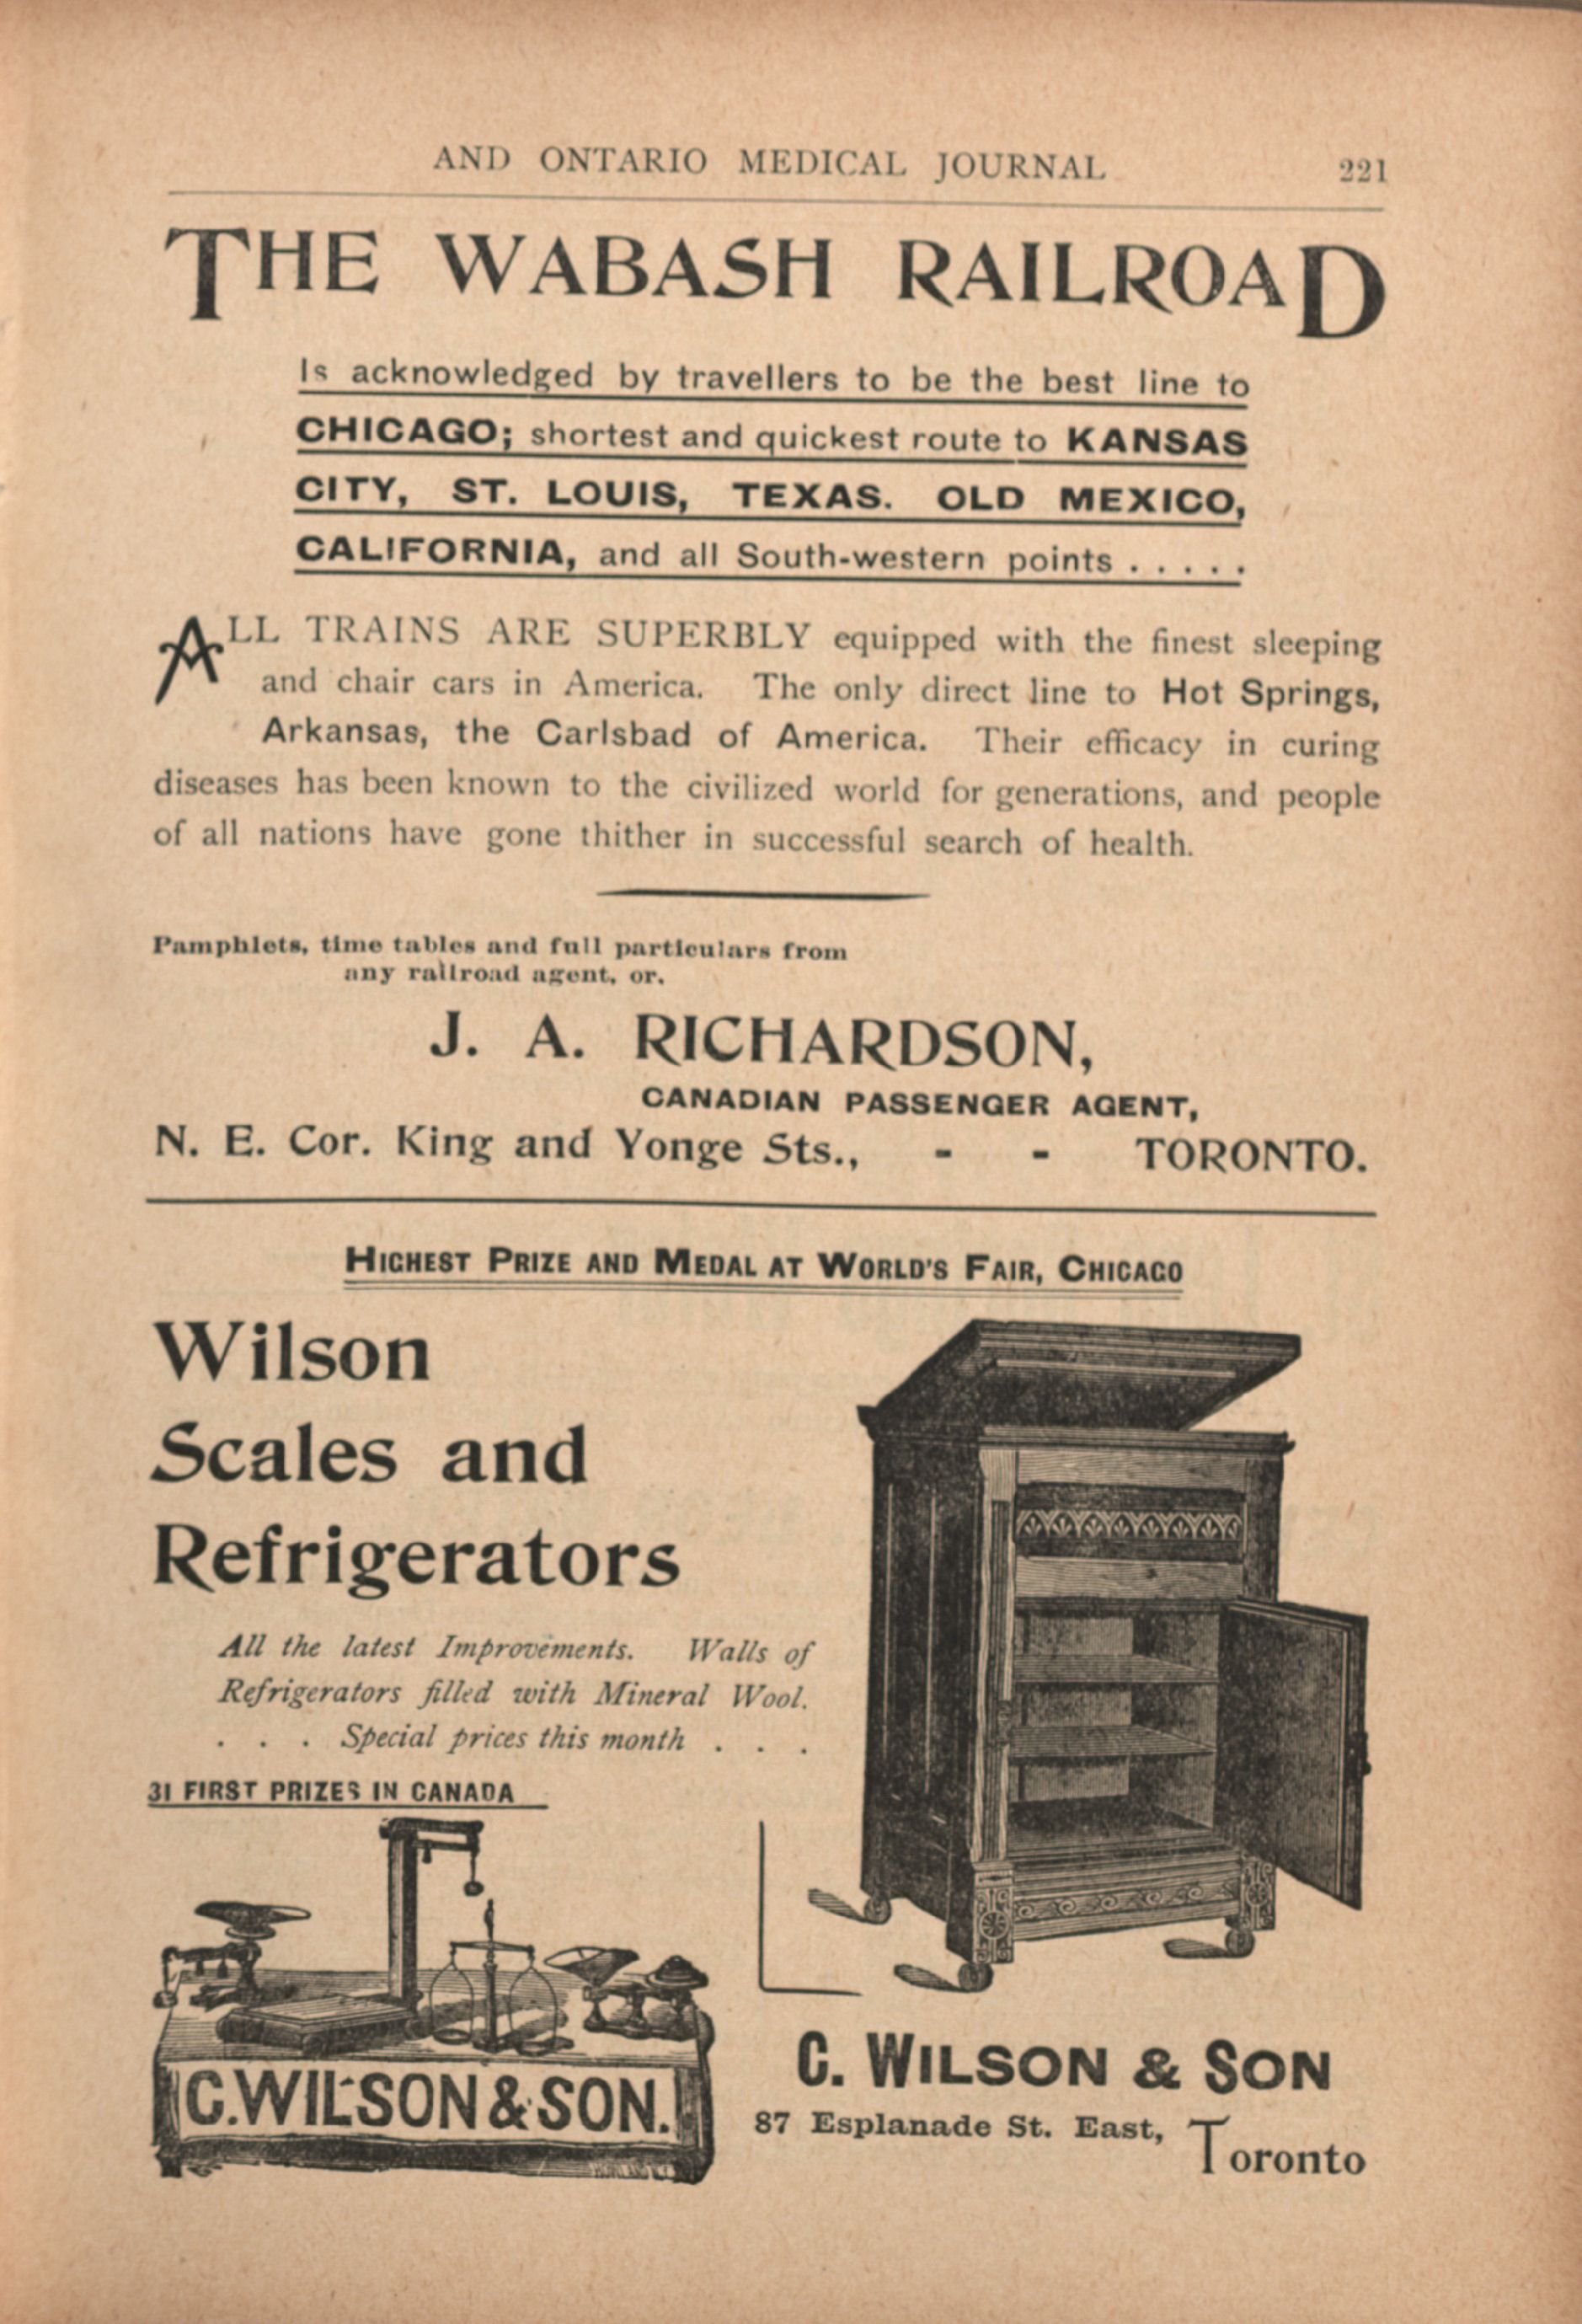 AND ONTARIO MEDICAL JOURNAL 221
THE WABASH RAILROAD
Is acknowledged by travellers to be the best line to
CHICAGO; shortest and quickest route to KANSAS
CITY, ST. LOUIS, TEXAS. OLD MEXICO,
CALIFORNIA, and all South-western points . . . . .
ALL TRAINS ARE SUPERBLY equipped with the finest sleeping
and chair cars in America. The only direct line to Hot Springs,
Arkansas, the Carlsbad of America. Their efficacy in curing
diseases has been known to the civilized world for generations, and people
of all nations have gone thither in successful search of health.
Pamphlets, time tables and full particulars from
any railroad agent, or.
J. A. RICHARDSON,
CANADIAN PASSENGER AGENT,
N. E. Cor. King and Yonge Sts., - - TORONTO.
HIGHEST PRIZE AND MEDAL AT WORLD'S FAIR, CHICAGO
Wilson
Scales and
Refrigerators
All the latest Improvements. Walls of
Refrigerators filled with Mineral Wool.
. . . Special prices this month . . .
31 FIRST PRIZES IN CANADA
C.WILSON & SON.
C. WILSON & SON
87 Esplanade St. East, Toronto